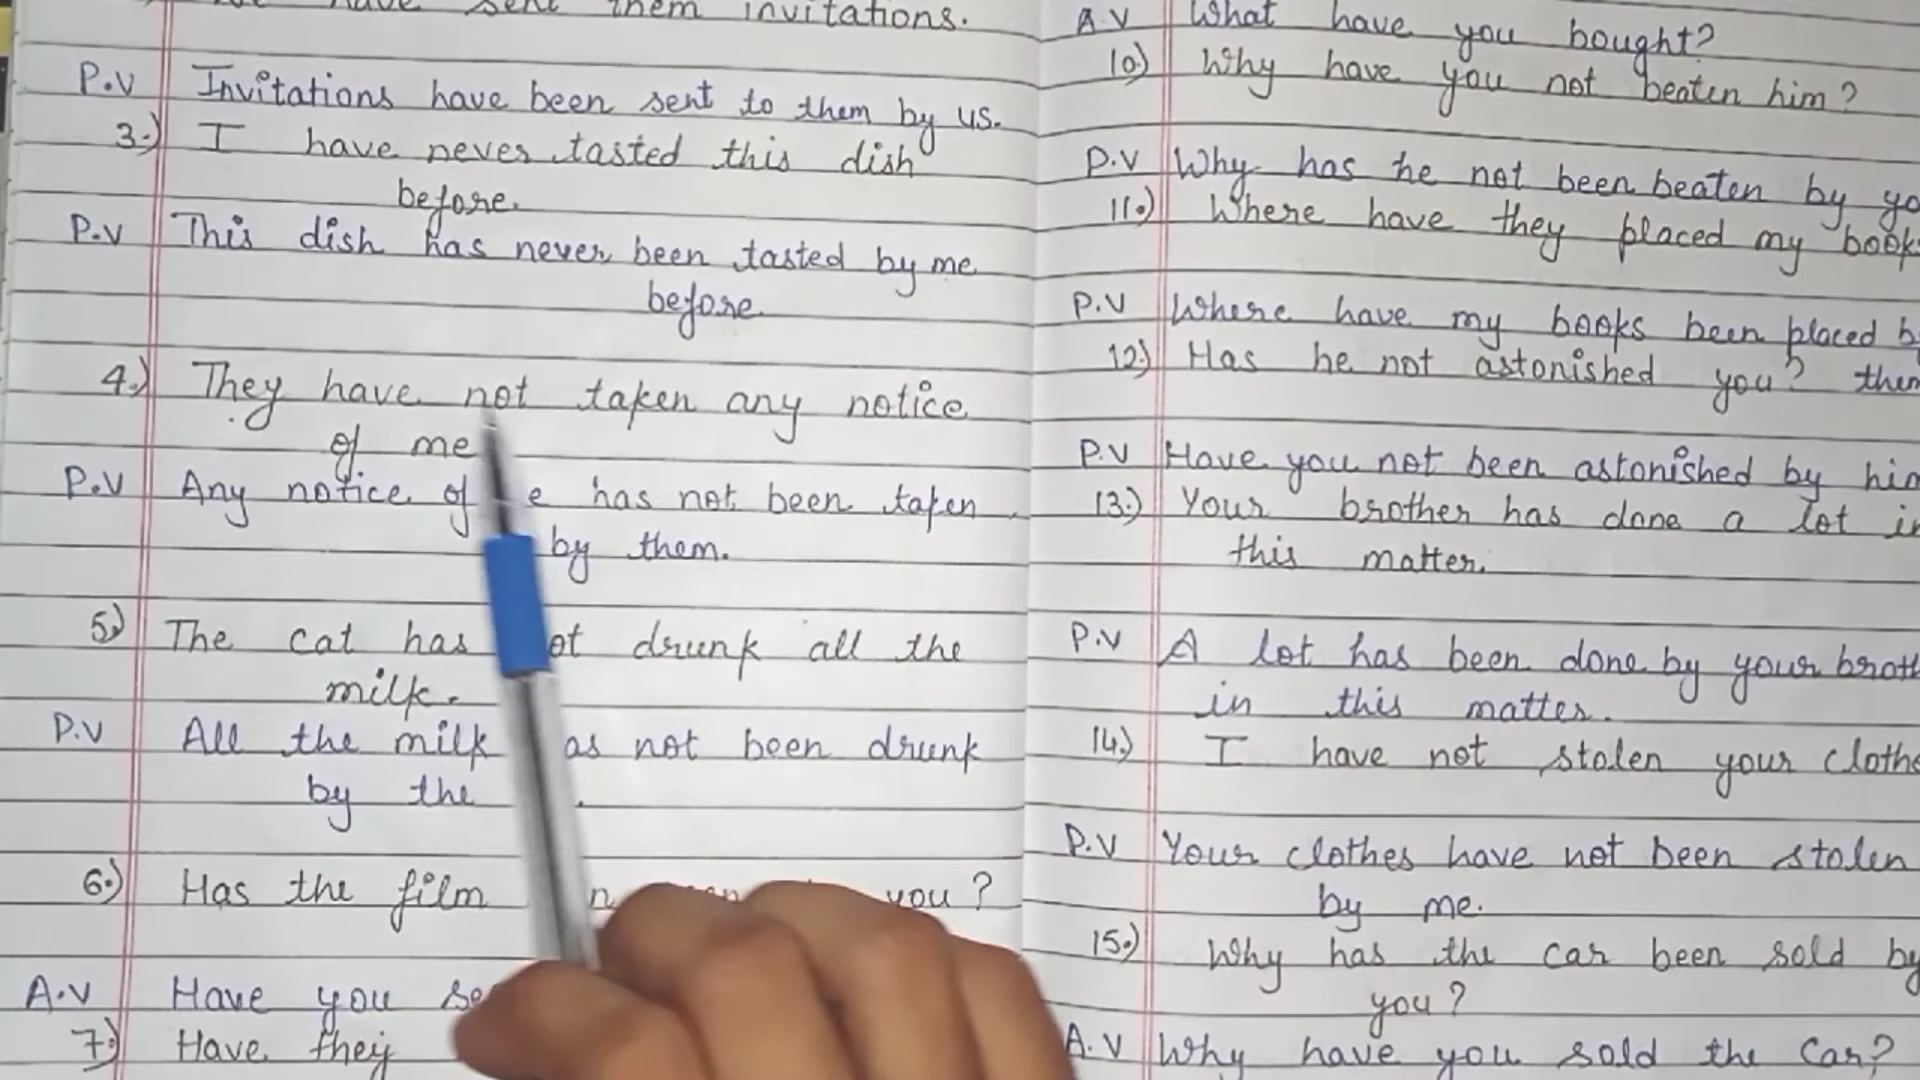 have sent them invitations.
P.V Invitations have been sent to them by us.
3.) I have never tasted this dish
before.
P.V This dish has never been tasted by me
before.
4.) They have not taken any notice
of me
P.V Any notice of has not been taken
by them.
5.) The cat has drunk all the
milk.
P.V All the milk not been drunk
by the
6.) Has the film you?
A.V Have you
7.) Have they
A.V What have you bought?
10.) Why have you not beaten him?
P.V Why has he not been beaten by
11.) Where have they placed my
P.V Where have my books been placed
12.) Has he not astonished you?
P.V Have you not been astonished by
13.) Your brother has done a lot
this matter.
P.V A lot has been done by your
in this matter.
14.) I have not stolen your
P.V Your clothes have not been stolen
by me.
15.) Why has the car been sold by
you?
A.V Why have you sold the car?